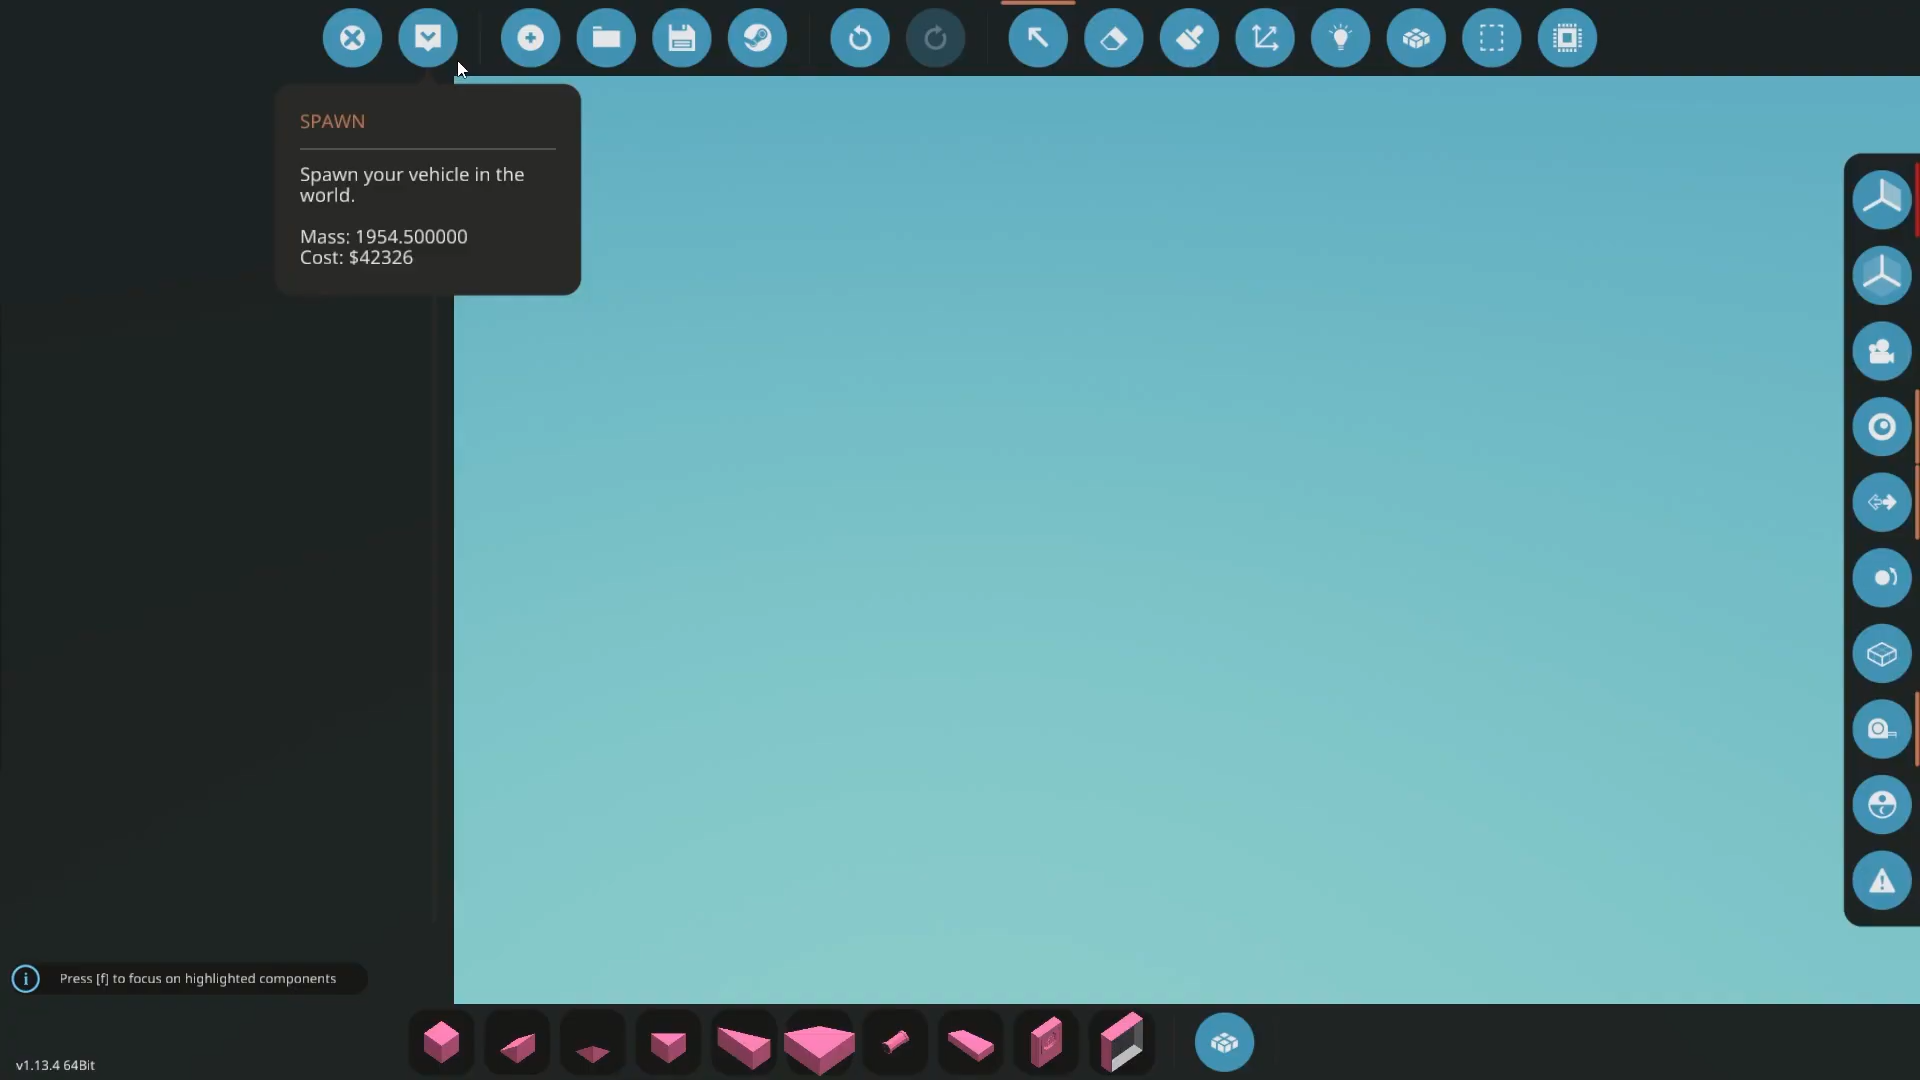 SPAWN
Spawn your vehicle in the
world.
Mass: 1954.500000
Cost: $42326
Press [f] to focus on highlighted components
v1.13.4 64Bit